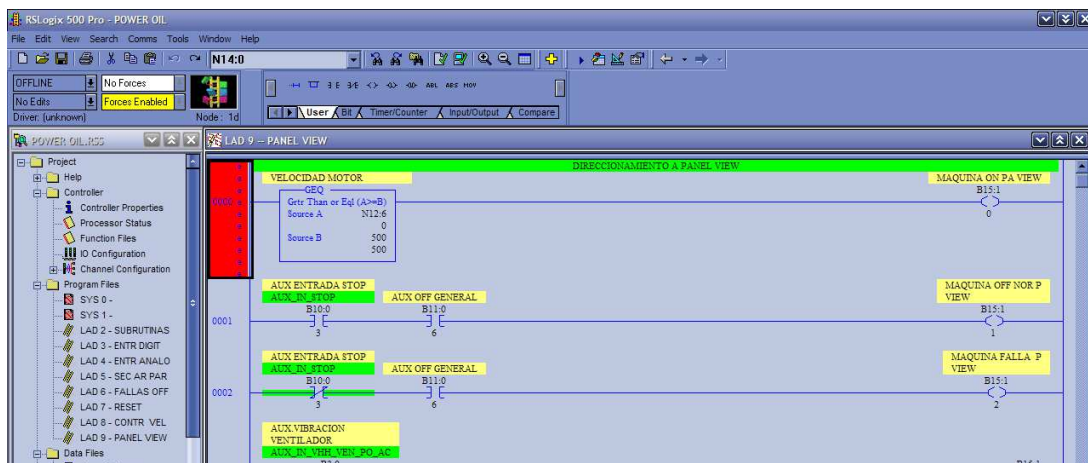 RSLogix 500 Pro - POWER OIL
File Edit View Search Comms Tools Window Help
N14:0
OFFLINE No Forces
No Edits Forces Enabled
Driver: (unknown) Node: 1d
ABL ABS MOV
User Bit Timer/Counter Input/Output Compare
POWER OIL.RSS
LAD 9 -- PANEL VIEW
Project
Help
Controller
Controller Properties
Processor Status
Function Files
IO Configuration
Channel Configuration
Program Files
SYS 0 -
SYS 1 -
LAD 2 - SUBRUTINAS
LAD 3 - ENTR DIGIT
LAD 4 - ENTR ANALO
LAD 5 - SEC AR PAR
LAD 6 - FALLAS OFF
LAD 7 - RESET
LAD 8 - CONTR VEL
LAD 9 - PANEL VIEW
Data Files
DIRECCIONAMIENTO A PANEL VIEW
VELOCIDAD MOTOR
MAQUINA ON PA VIEW
GEQ
B15:1
0000
Grtr Than or Eql (A>=B)
0
Source A N12:6
0
Source B 500
500
AUX ENTRADA STOP
MAQUINA OFF NOR P
AUX_IN_STOP AUX OFF GENERAL
VIEW
B10:0 B11:0 B15:1
0001
3 6 1
AUX ENTRADA STOP
MAQUINA FALLA P
AUX_IN_STOP AUX OFF GENERAL
VIEW
B10:0 B11:0 B15:1
0002
3 6 2
AUX.VIBRACION
VENTILADOR
AUX_IN_VHH_VEN_PO_AC